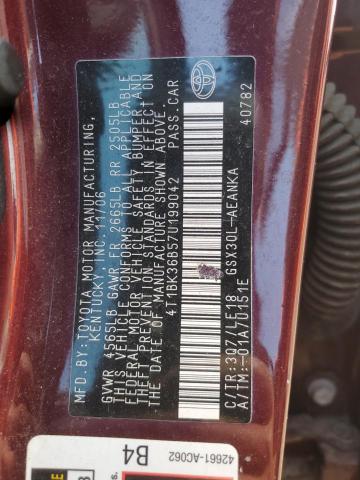 MFD. BY: TOYOTA MOTOR MANUFACTURING,
KENTUCKY, INC. 11/06
GVWR 4565LB GAWR FR 2665LB RR 2505LB
THIS VEHICLE CONFORMS TO ALL APPLICABLE
FEDERAL MOTOR VEHICLE SAFETY, BUMPER, AND
THEFT PREVENTION STANDARDS IN EFFECT ON
THE DATE OF MANUFACTURE SHOWN ABOVE.
4T1BK36B57U199042 PASS.CAR
C/TR:3Q7/LE18 GSX30L-AEANKA
A/TM:-01A/U151E 40782
42661-AC062
B4